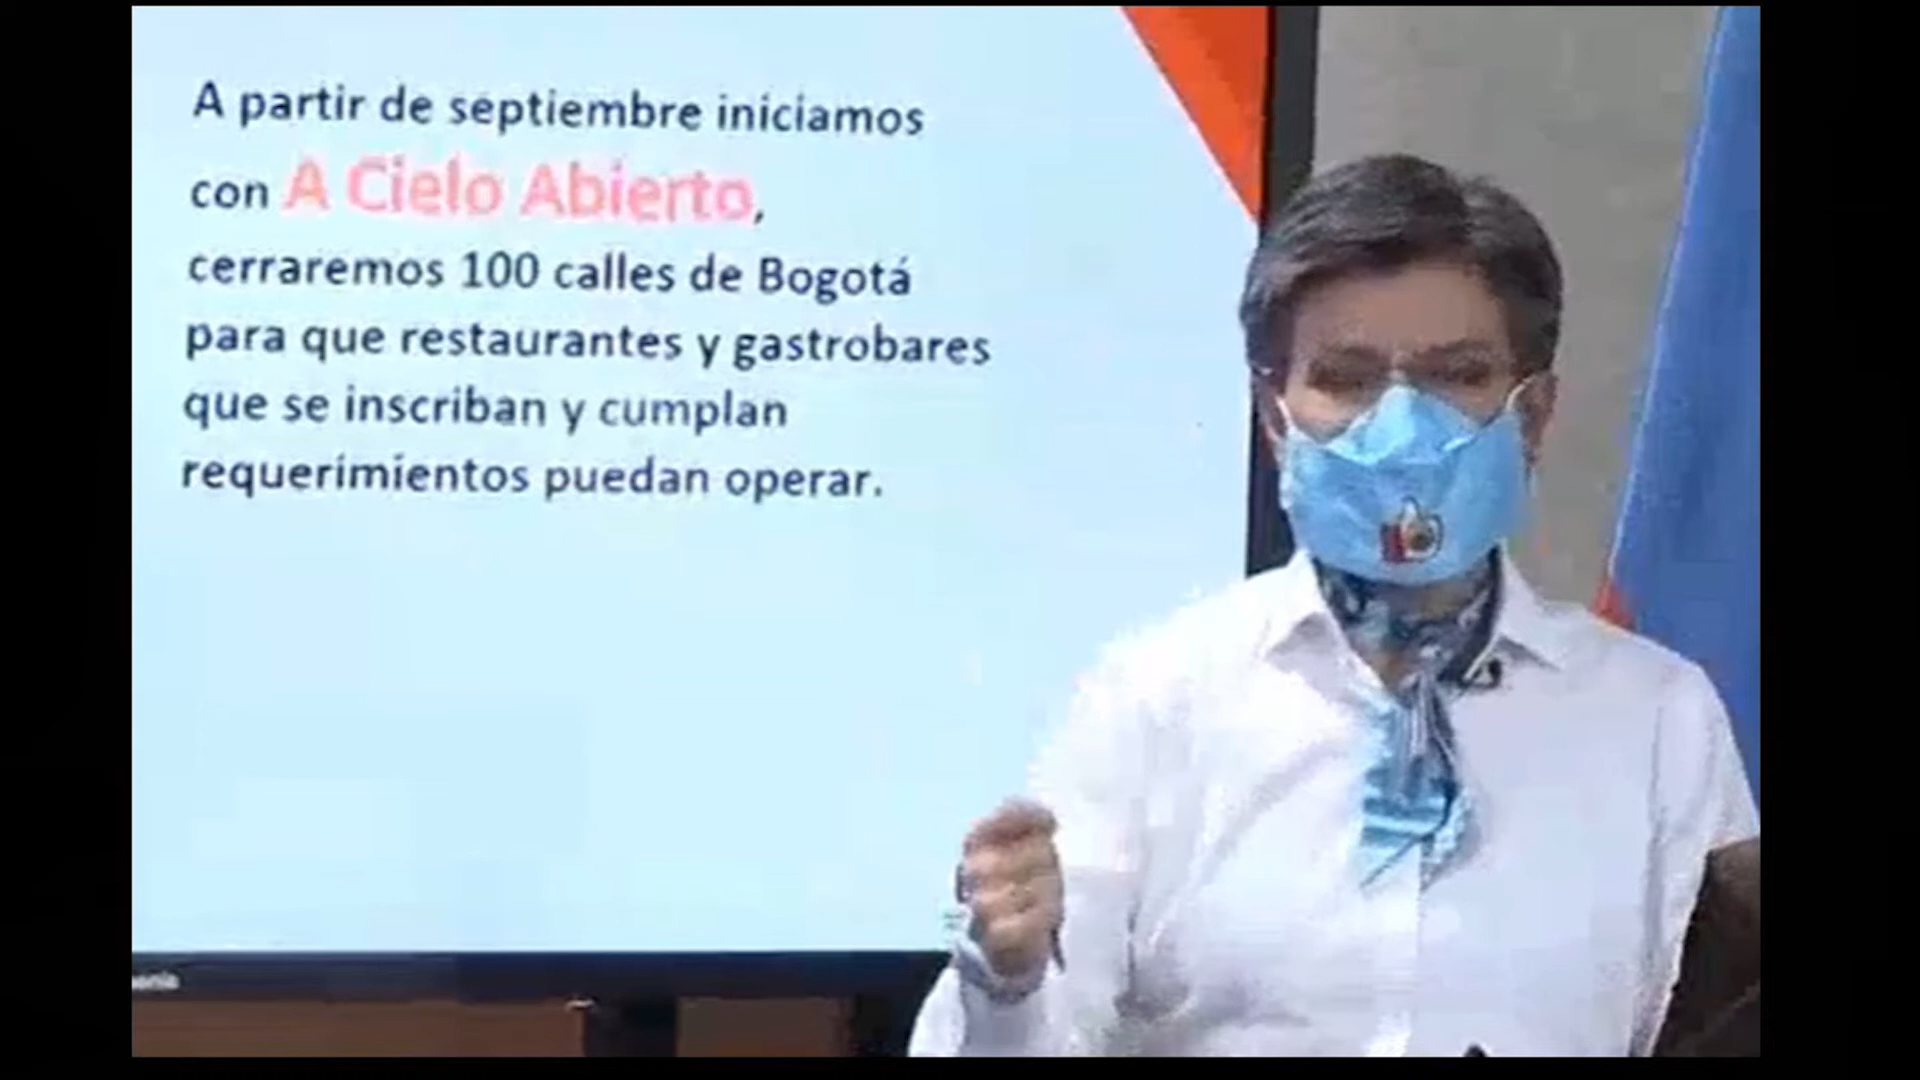 A partir de septiembre iniciamos
con A Cielo Abierto,
cerraremos 100 calles de Bogotá
para que restaurantes y gastrobares
que se inscriban y cumplan
requerimientos puedan operar.